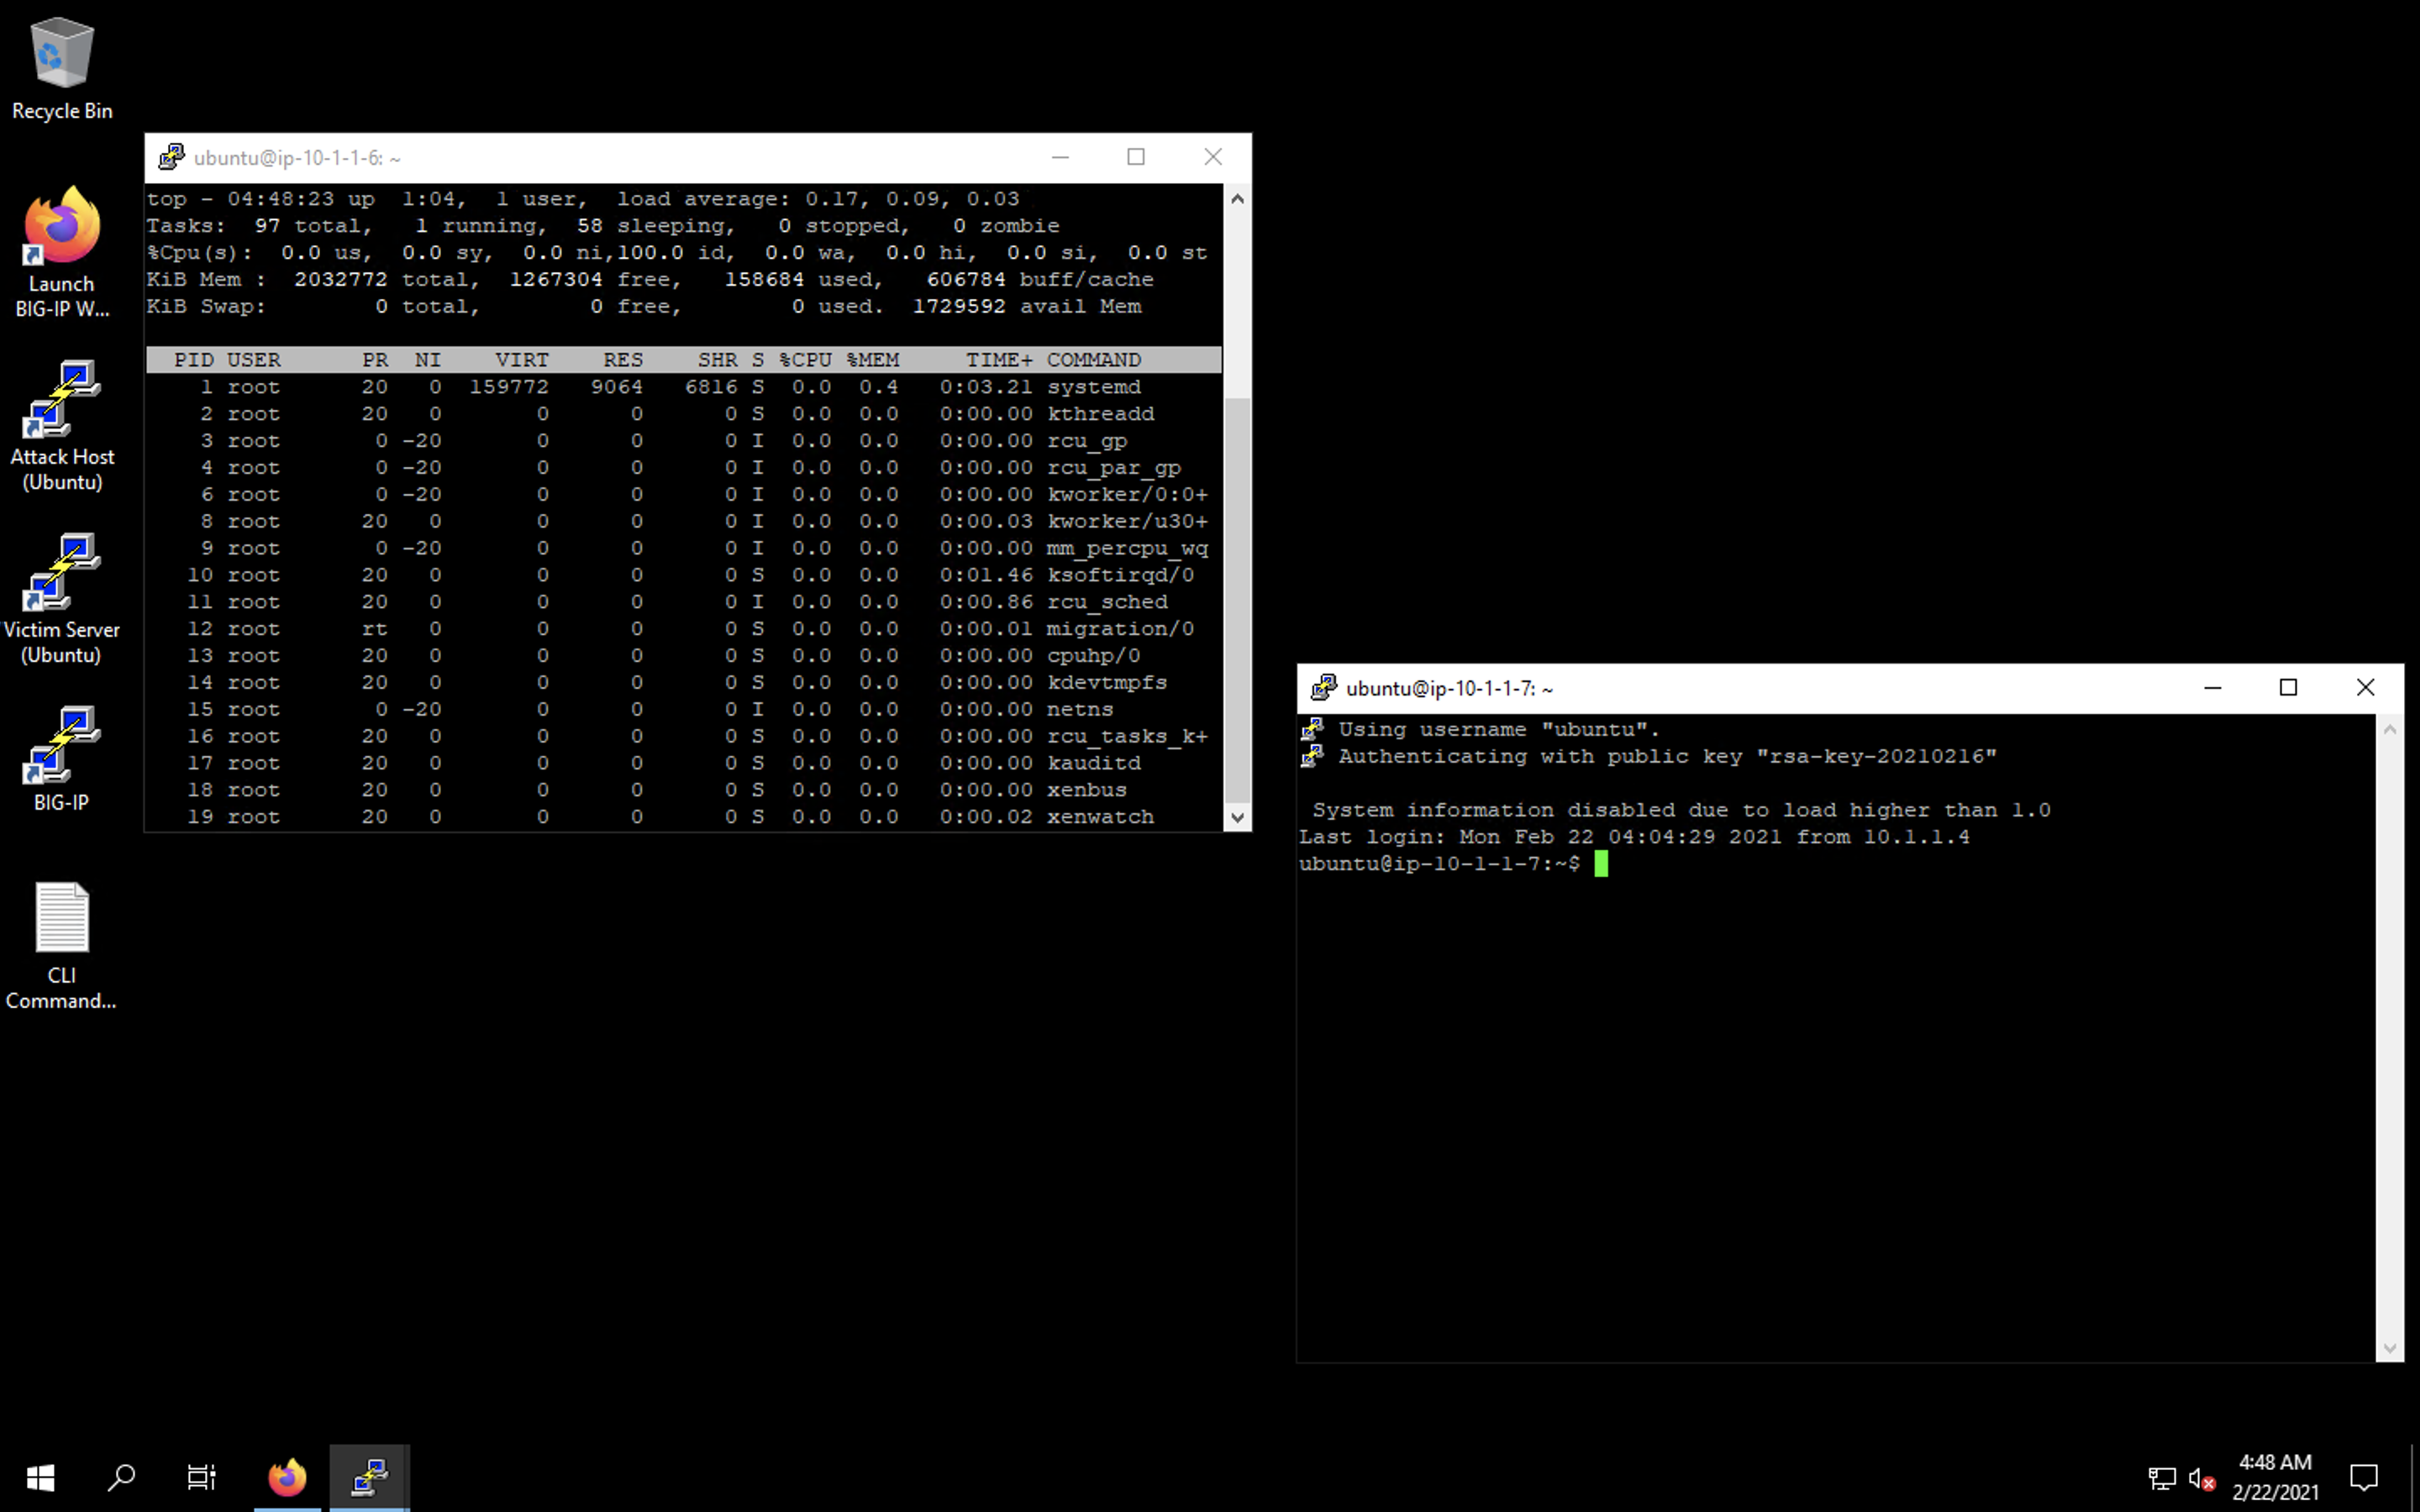 Recycle Bin
Launch
BIG-IP W...
Attack Host
(Ubuntu)
Victim Server
(Ubuntu)
BIG-IP
CLI
Command...
ubuntu@ip-10-1-1-6: ~
top - 04:48:23 up  1:04,  1 user,  load average: 0.17, 0.09, 0.03
Tasks:  97 total,   1 running,  58 sleeping,   0 stopped,   0 zombie
%Cpu(s):  0.0 us,  0.0 sy,  0.0 ni,100.0 id,  0.0 wa,  0.0 hi,  0.0 si,  0.0 st
KiB Mem :  2032772 total,  1267304 free,   158684 used,   606784 buff/cache
KiB Swap:        0 total,        0 free,        0 used.  1729592 avail Mem
PID USER      PR  NI    VIRT    RES    SHR S %CPU %MEM     TIME+ COMMAND
1 root      20   0  159772   9064   6816 S  0.0  0.4   0:03.21 systemd
2 root      20   0       0      0      0 S  0.0  0.0   0:00.00 kthreadd
3 root       0 -20       0      0      0 I  0.0  0.0   0:00.00 rcu_gp
4 root       0 -20       0      0      0 I  0.0  0.0   0:00.00 rcu_par_gp
6 root       0 -20       0      0      0 I  0.0  0.0   0:00.00 kworker/0:0+
8 root      20   0       0      0      0 I  0.0  0.0   0:00.03 kworker/u30+
9 root       0 -20       0      0      0 I  0.0  0.0   0:00.00 mm_percpu_wq
10 root      20   0       0      0      0 S  0.0  0.0   0:01.46 ksoftirqd/0
11 root      20   0       0      0      0 I  0.0  0.0   0:00.86 rcu_sched
12 root      rt   0       0      0      0 S  0.0  0.0   0:00.01 migration/0
13 root      20   0       0      0      0 S  0.0  0.0   0:00.00 cpuhp/0
14 root      20   0       0      0      0 S  0.0  0.0   0:00.00 kdevtmpfs
15 root       0 -20       0      0      0 I  0.0  0.0   0:00.00 netns
16 root      20   0       0      0      0 S  0.0  0.0   0:00.00 rcu_tasks_k+
17 root      20   0       0      0      0 S  0.0  0.0   0:00.00 kauditd
18 root      20   0       0      0      0 S  0.0  0.0   0:00.00 xenbus
19 root      20   0       0      0      0 S  0.0  0.0   0:00.02 xenwatch
ubuntu@ip-10-1-1-7: ~
Using username "ubuntu".
Authenticating with public key "rsa-key-20210216"
System information disabled due to load higher than 1.0
Last login: Mon Feb 22 04:04:29 2021 from 10.1.1.4
ubuntu@ip-10-1-1-7:~$
4:48 AM
2/22/2021